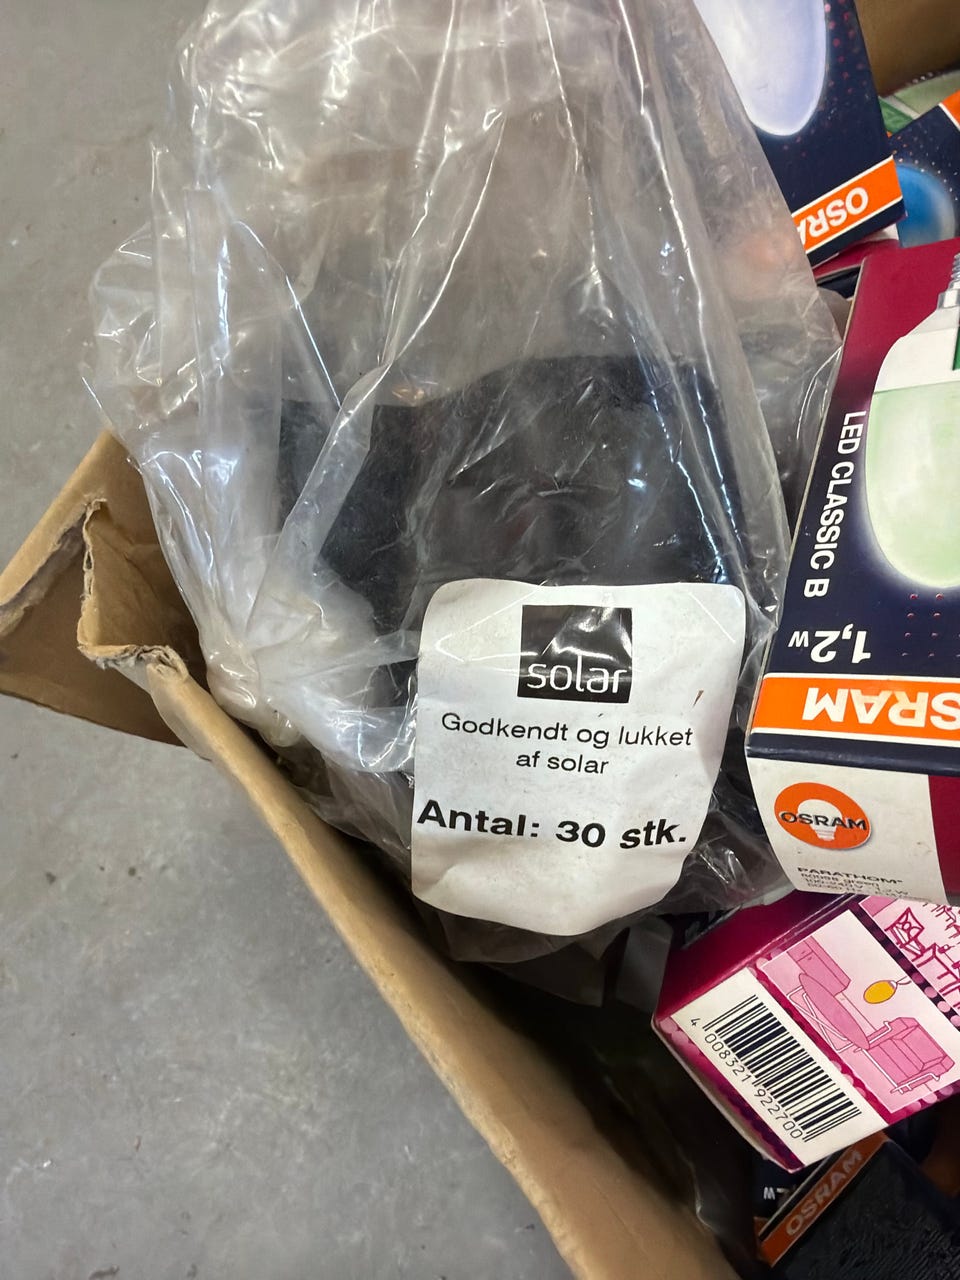 OSRAM
LED CLASSIC B
1,2W
OSRAM
OSRAM
PARATHOM®
solar
Godkendt og lukket
af solar
Antal: 30 stk.
4 008321 922700
W
OSRAM